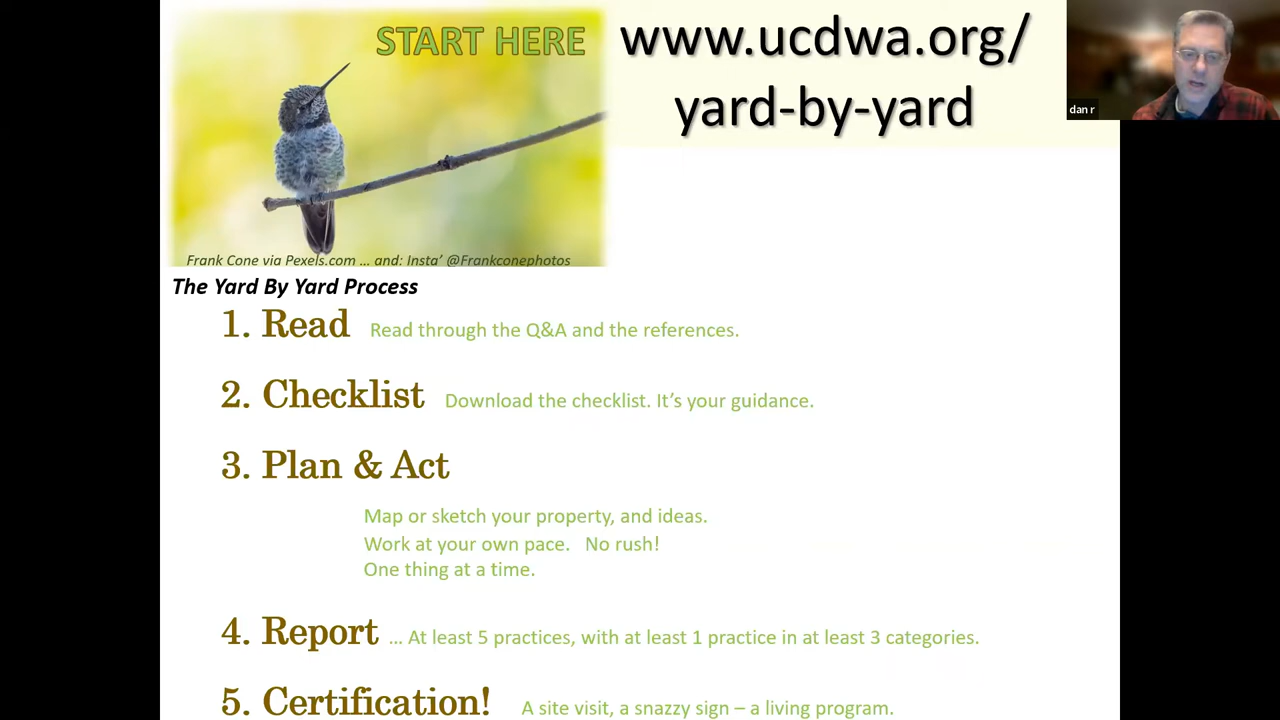 START HERE
www.ucdwa.org/
yard-by-yard
dan r
Frank Cone via Pexels.com … and: Insta’ @Frankconephotos
The Yard By Yard Process
1. Read Read through the Q&A and the references.
2. Checklist Download the checklist. It’s your guidance.
3. Plan & Act
Map or sketch your property, and ideas.
Work at your own pace. No rush!
One thing at a time.
4. Report … At least 5 practices, with at least 1 practice in at least 3 categories.
5. Certification! A site visit, a snazzy sign – a living program.